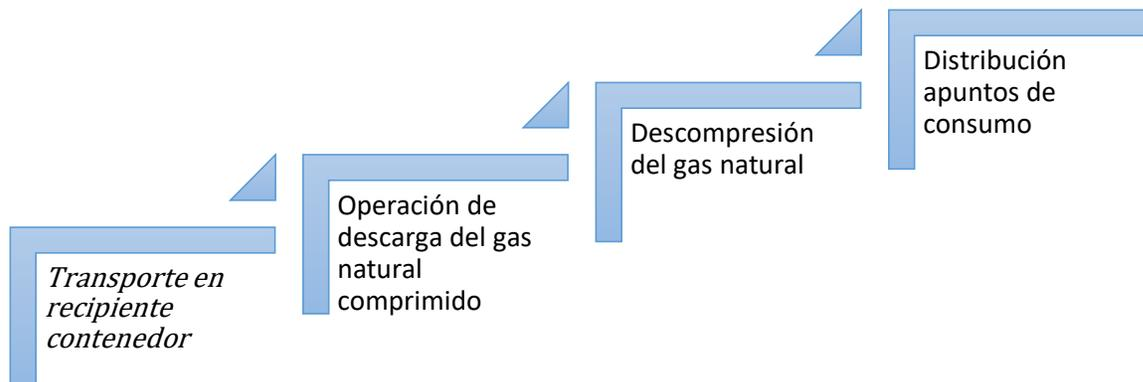 Transporte en
recipiente
contenedor
Operación de
descarga del gas
natural
comprimido
Descompresión
del gas natural
Distribución
apuntos de
consumo